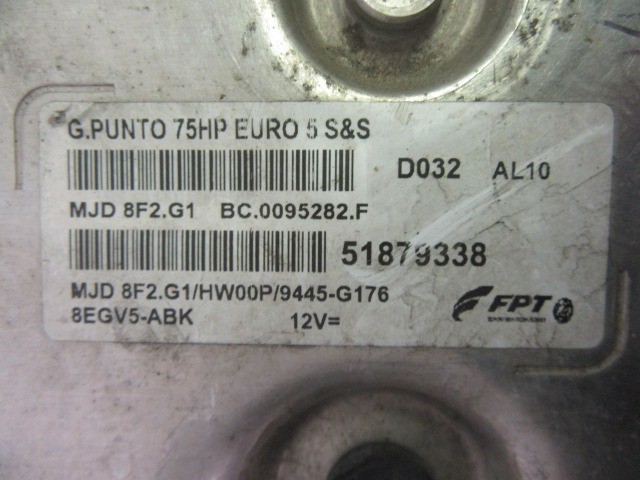 G.PUNTO 75HP EURO 5 S&S
D032 AL10
MJD 8F2.G1 BC.0095282.F
51879338
MJD 8F2.G1/HW00P/9445-G176
8EGV5-ABK 12V=
FPT